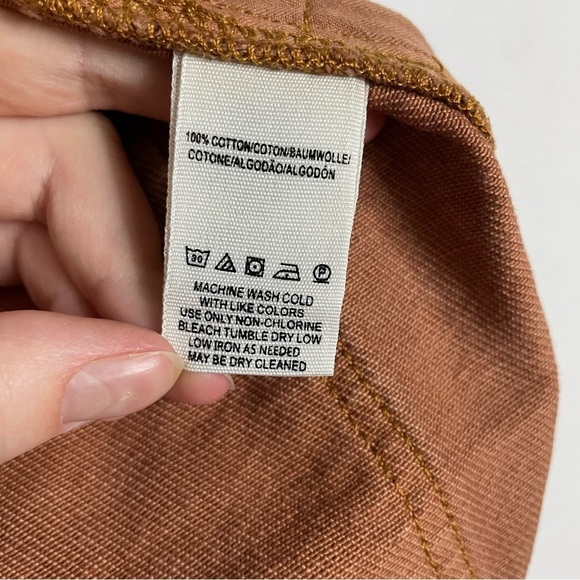 100% COTTON/COTON/BAUMWOLLE/
COTONE/ALGODÃO/ALGODÓN
30 P
MACHINE WASH COLD
WITH LIKE COLORS
USE ONLY NON-CHLORINE
BLEACH TUMBLE DRY LOW
LOW IRON AS NEEDED
MAY BE DRY CLEANED